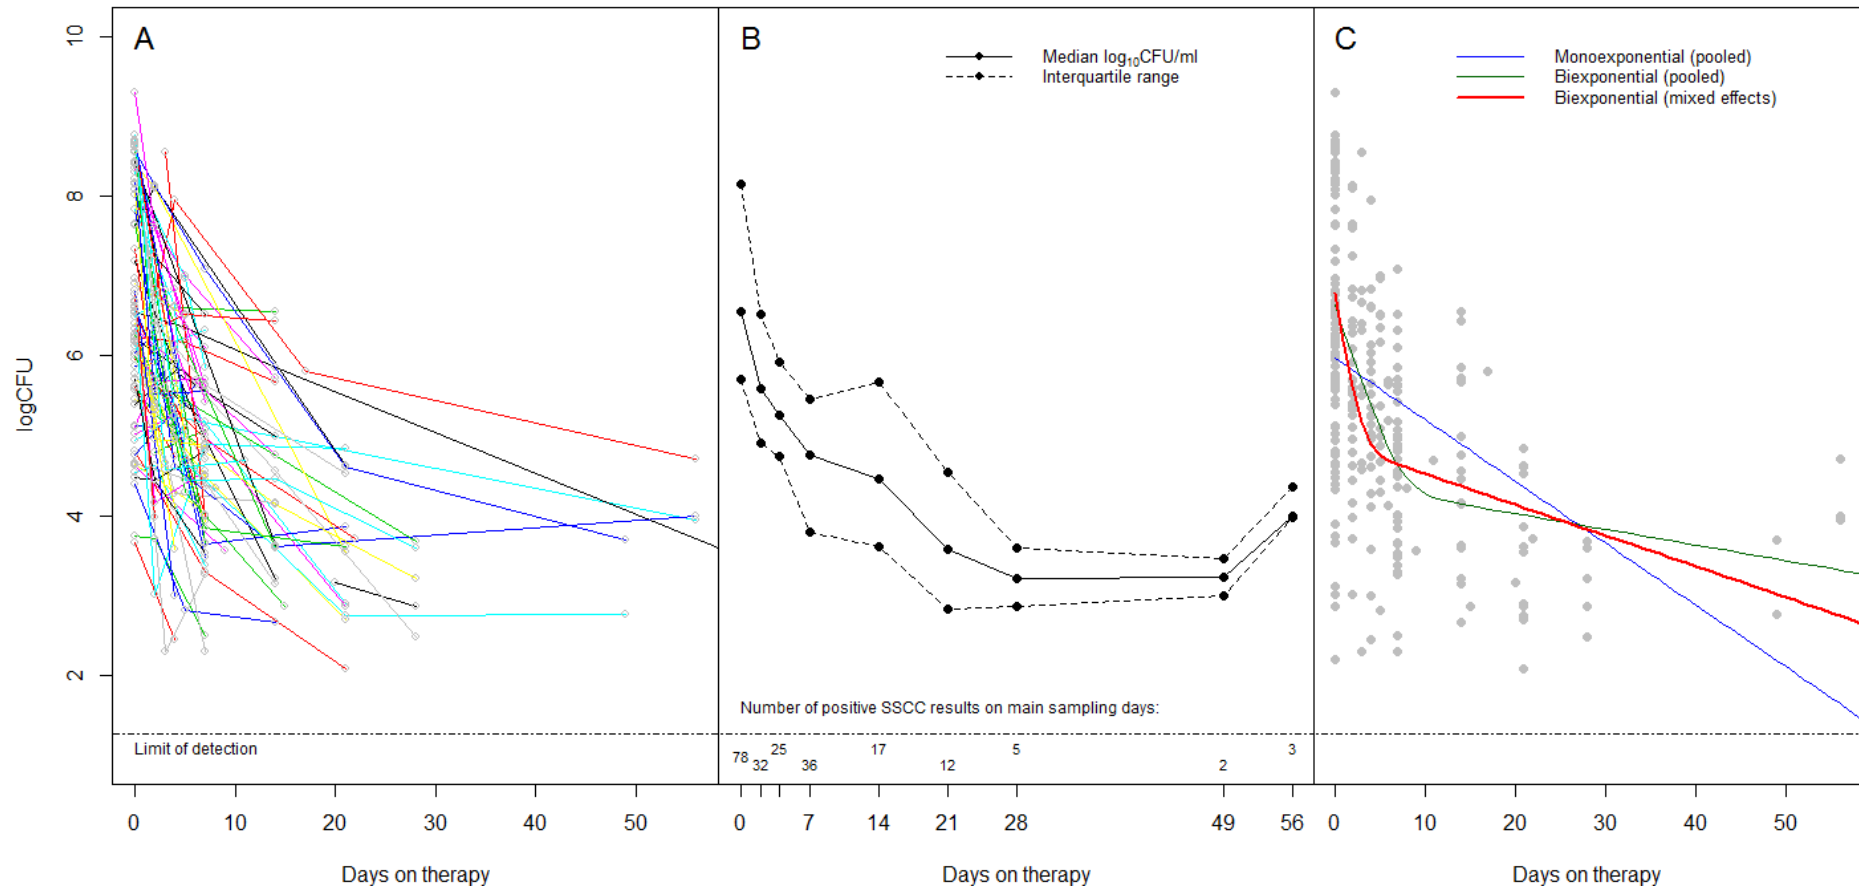 A
B
C
Median log10CFU/ml
Interquartile range
Monoexponential (pooled)
Biexponential (pooled)
Biexponential (mixed effects)
logCFU
10
8
6
4
2
Number of positive SSCC results on main sampling days:
Limit of detection
78 32 25 36 17 12 5 2 3
0 10 20 30 40 50
0 7 14 21 28 49 56
0 10 20 30 40 50
Days on therapy
Days on therapy
Days on therapy